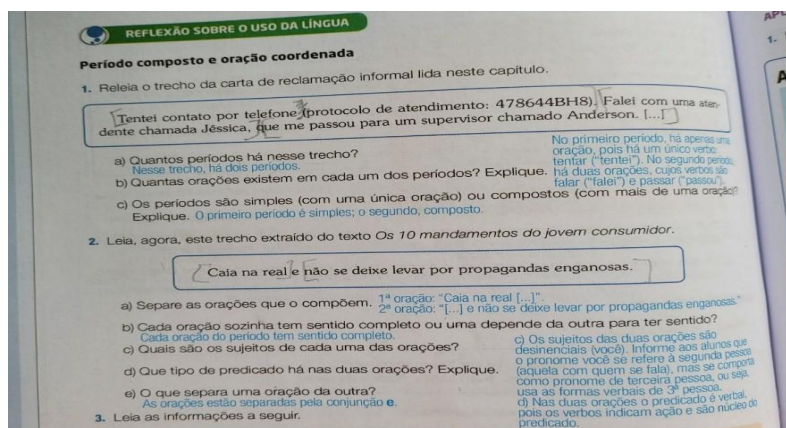 REFLEXÃO SOBRE O USO DA LÍNGUA
Período composto e oração coordenada
1. Releia o trecho da carta de reclamação informal lida neste capítulo.
Tentei contato por telefone (protocolo de atendimento: 478644BH8). Falei com uma aten-
dente chamada Jéssica, que me passou para um supervisor chamado Anderson. [...]
a) Quantos períodos há nesse trecho?
Nesse trecho, há dois períodos.
b) Quantas orações existem em cada um dos períodos? Explique.
No primeiro período, há apenas uma
oração, pois há um único verbo:
tentar ("tentei"). No segundo período,
há duas orações, cujos verbos são
falar ("falei") e passar ("passou").
c) Os períodos são simples (com uma única oração) ou compostos (com mais de uma oração)?
Explique. O primeiro período é simples; o segundo, composto.
2. Leia, agora, este trecho extraído do texto Os 10 mandamentos do jovem consumidor.
Caia na real e não se deixe levar por propagandas enganosas.
a) Separe as orações que o compõem. 1ª oração: "Caia na real [...]".
2ª oração: "[...] e não se deixe levar por propagandas enganosas."
b) Cada oração sozinha tem sentido completo ou uma depende da outra para ter sentido?
Cada oração do período tem sentido completo.
c) Quais são os sujeitos de cada uma das orações?
d) Que tipo de predicado há nas duas orações? Explique.
e) O que separa uma oração da outra?
As orações estão separadas pela conjunção e.
c) Os sujeitos das duas orações são
desinenciais (você). Informe aos alunos que
o pronome você se refere à segunda pessoa
(aquela com quem se fala), mas se comporta
como pronome de terceira pessoa, ou seja,
usa as formas verbais de 3ª pessoa.
d) Nas duas orações o predicado é verbal,
pois os verbos indicam ação e são núcleo do
predicado.
3. Leia as informações a seguir.
1.